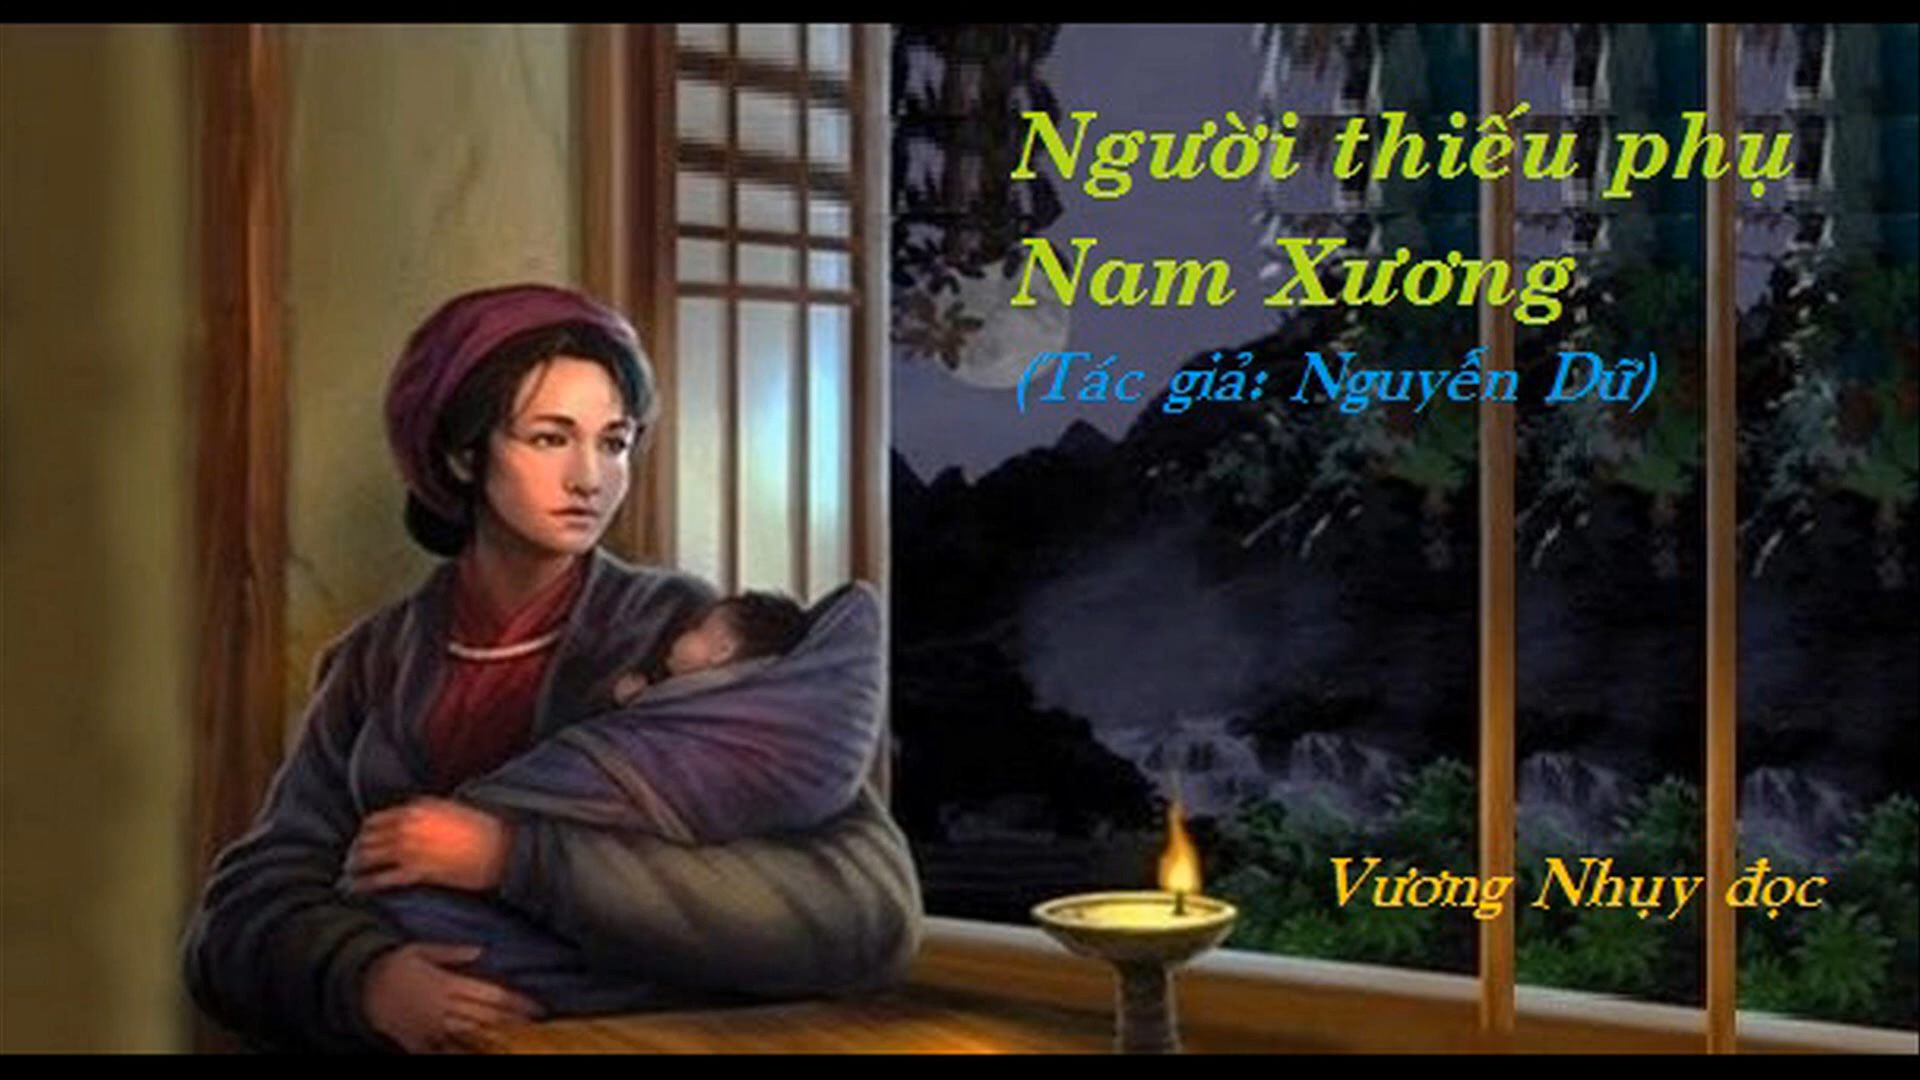 Người thiếu phụ
Nam Xương
(Tác giả: Nguyễn Dữ)
Vương Nhụy đọc